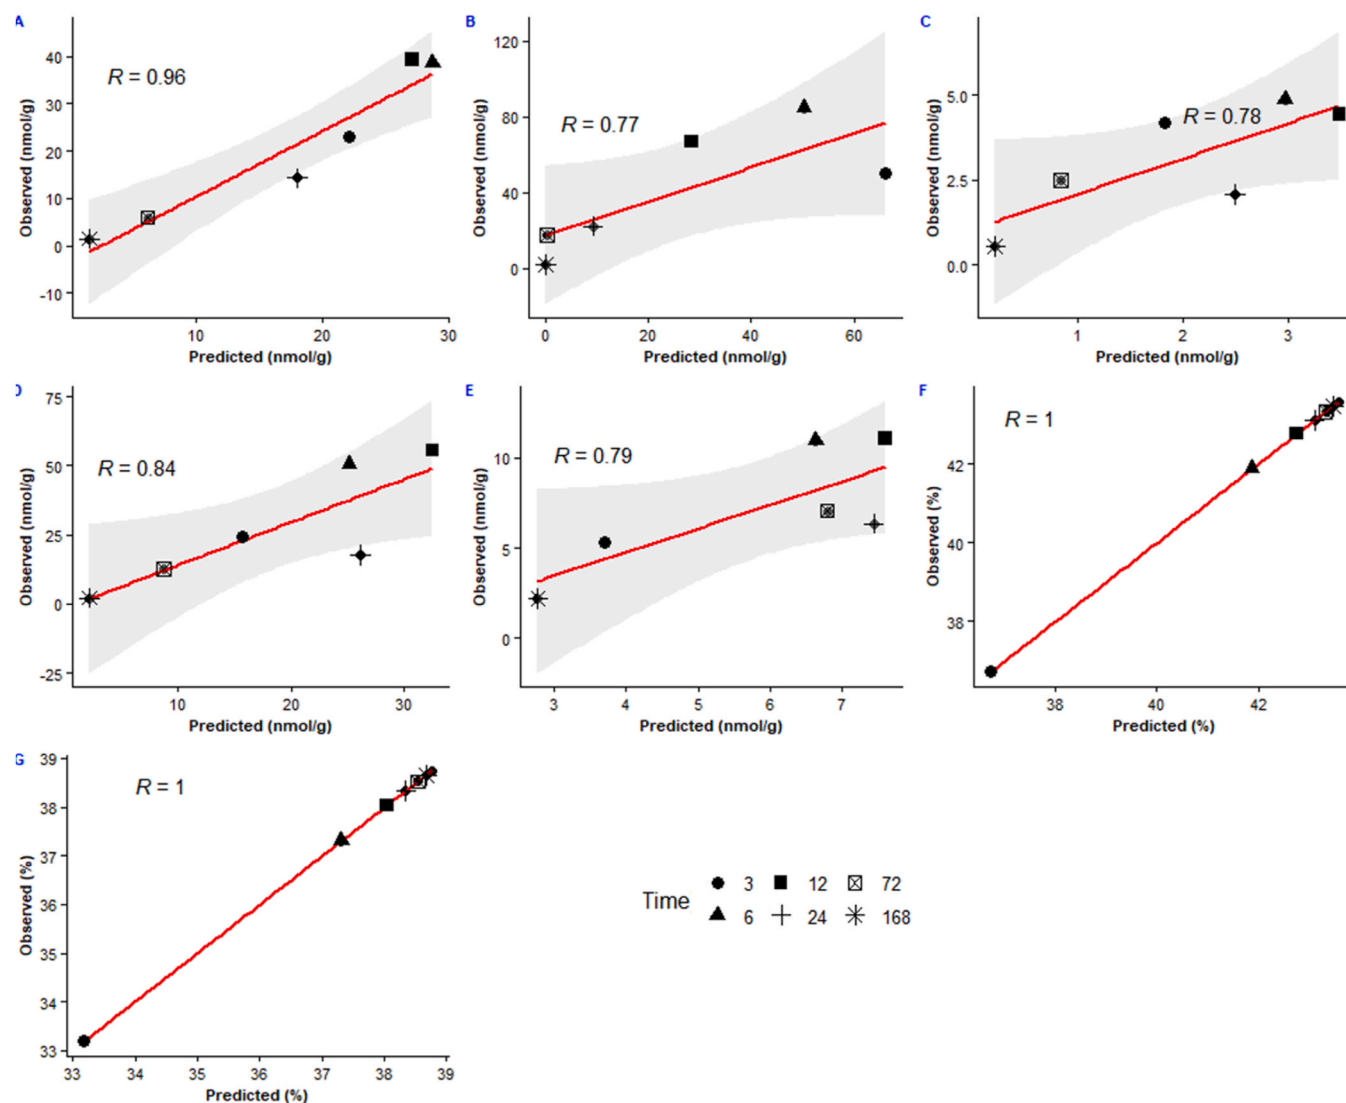 A
R = 0.96
40
30
20
10
0
-10
Observed (nmol/g)
10
20
30
Predicted (nmol/g)
B
R = 0.77
120
80
40
0
Observed (nmol/g)
0
20
40
60
Predicted (nmol/g)
C
R = 0.78
5.0
2.5
0.0
Observed (nmol/g)
1
2
3
Predicted (nmol/g)
D
R = 0.84
75
50
25
0
-25
Observed (nmol/g)
10
20
30
Predicted (nmol/g)
E
R = 0.79
10
5
0
Observed (nmol/g)
3
4
5
6
7
Predicted (nmol/g)
F
R = 1
42
40
38
Observed (%)
38
40
42
Predicted (%)
G
R = 1
39
38
37
36
35
34
33
Observed (%)
33
34
35
36
37
38
39
Predicted (%)
Time
3
12
72
6
24
168